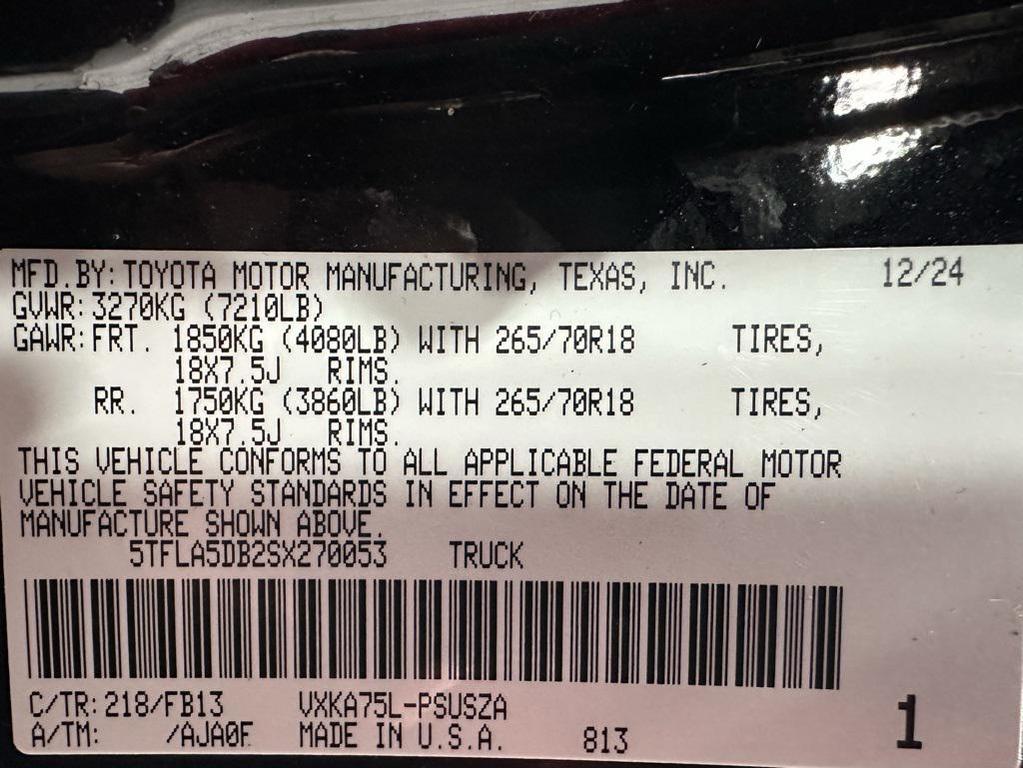 MFD.BY:TOYOTA MOTOR MANUFACTURING, TEXAS, INC. 12/24
GVWR:3270KG (7210LB)
GAWR:FRT. 1850KG (4080LB) WITH 265/70R18 TIRES,
18X7.5J RIMS.
RR. 1750KG (3860LB) WITH 265/70R18 TIRES,
18X7.5J RIMS.
THIS VEHICLE CONFORMS TO ALL APPLICABLE FEDERAL MOTOR
VEHICLE SAFETY STANDARDS IN EFFECT ON THE DATE OF
MANUFACTURE SHOWN ABOVE.
5TFLA5DB2SX270053 TRUCK
C/TR:218/FB13 VXKA75L-PSUSZA
A/TM: /AJA0F MADE IN U.S.A. 813 1